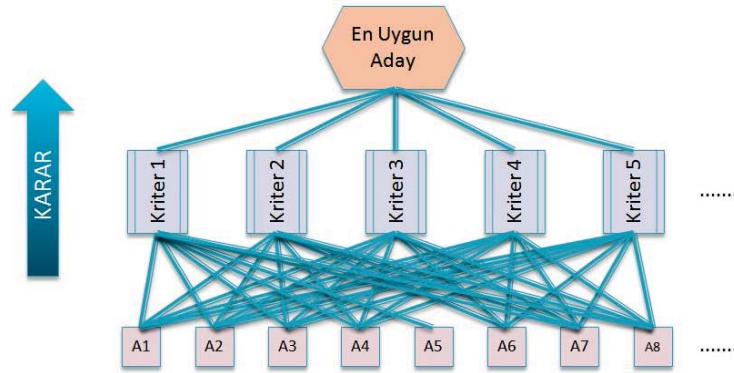 En Uygun
Aday
KARAR
Kriter 1
Kriter 2
Kriter 3
Kriter 4
Kriter 5
.......
A1
A2
A3
A4
A5
A6
A7
A8
.......